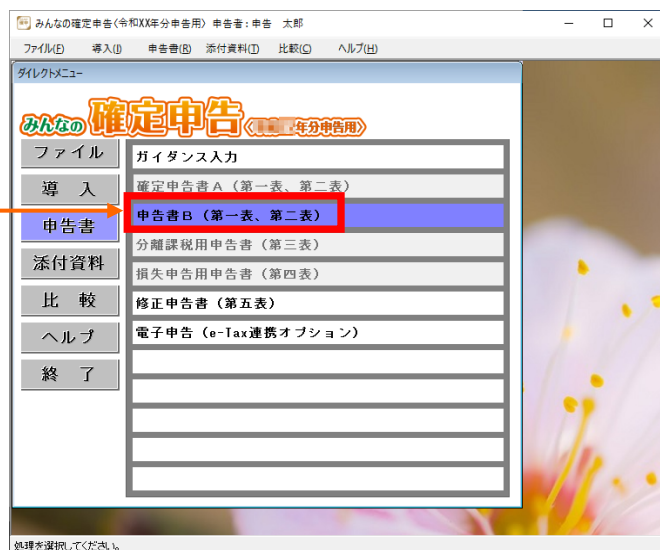 みんなの確定申告〈令和XX年分申告用〉 申告者：申告 太郎
ファイル(F) 導入(I) 申告書(R) 添付資料(T) 比較(C) ヘルプ(H)
ダイレクトメニュー
みんなの確定申告〈年分申告用〉
ファイル
導 入
申告書
添付資料
比 較
ヘルプ
終 了
ガイダンス入力
確定申告書Ａ（第一表、第二表）
申告書Ｂ（第一表、第二表）
分離課税用申告書（第三表）
損失申告用申告書（第四表）
修正申告書（第五表）
電子申告（e-Tax連携オプション）
処理を選択してください。